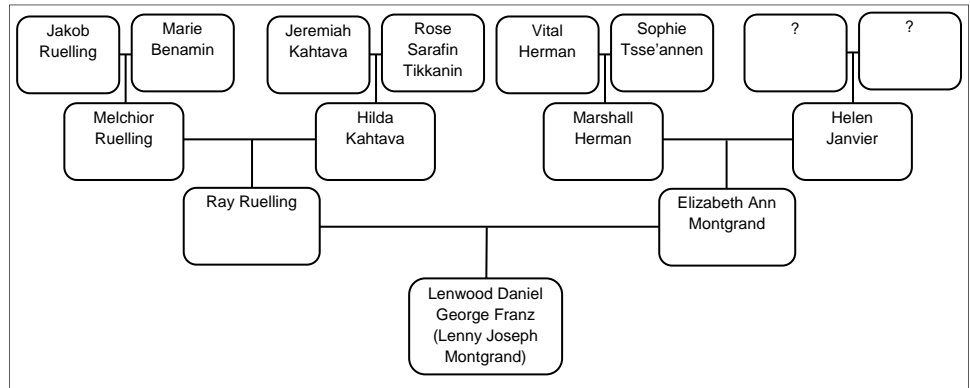 Jakob
Ruelling
Marie
Benamin
Jeremiah
Kahtava
Rose
Sarafin
Tikkanin
Vital
Herman
Sophie
Tsse’annen
?
?
Melchior
Ruelling
Hilda
Kahtava
Marshall
Herman
Helen
Janvier
Ray Ruelling
Elizabeth Ann
Montgrand
Lenwood Daniel
George Franz
(Lenny Joseph
Montgrand)